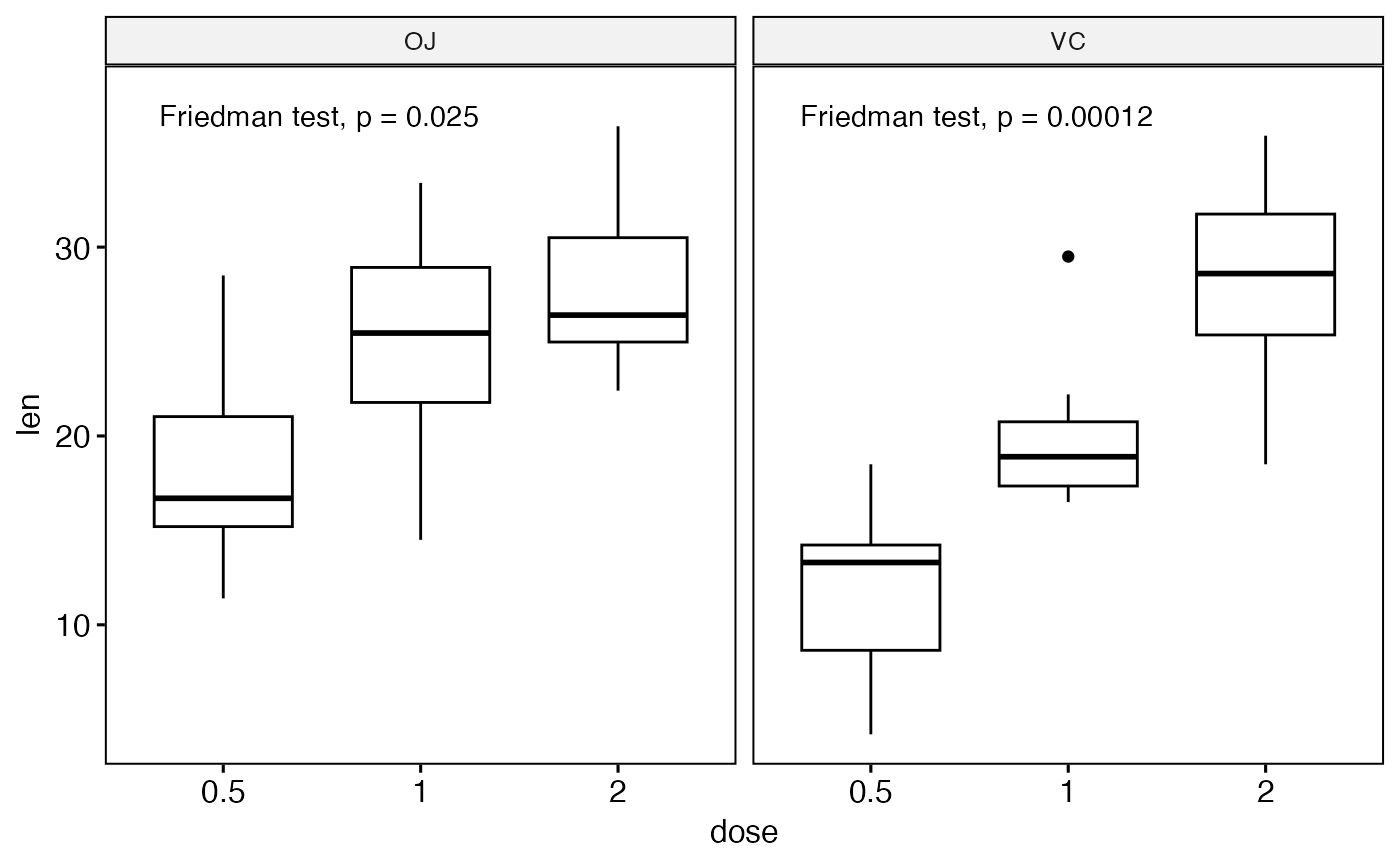 OJ
VC
Friedman test, p = 0.025
Friedman test, p = 0.00012
30
20
10
len
0.5
1
2
0.5
1
2
dose